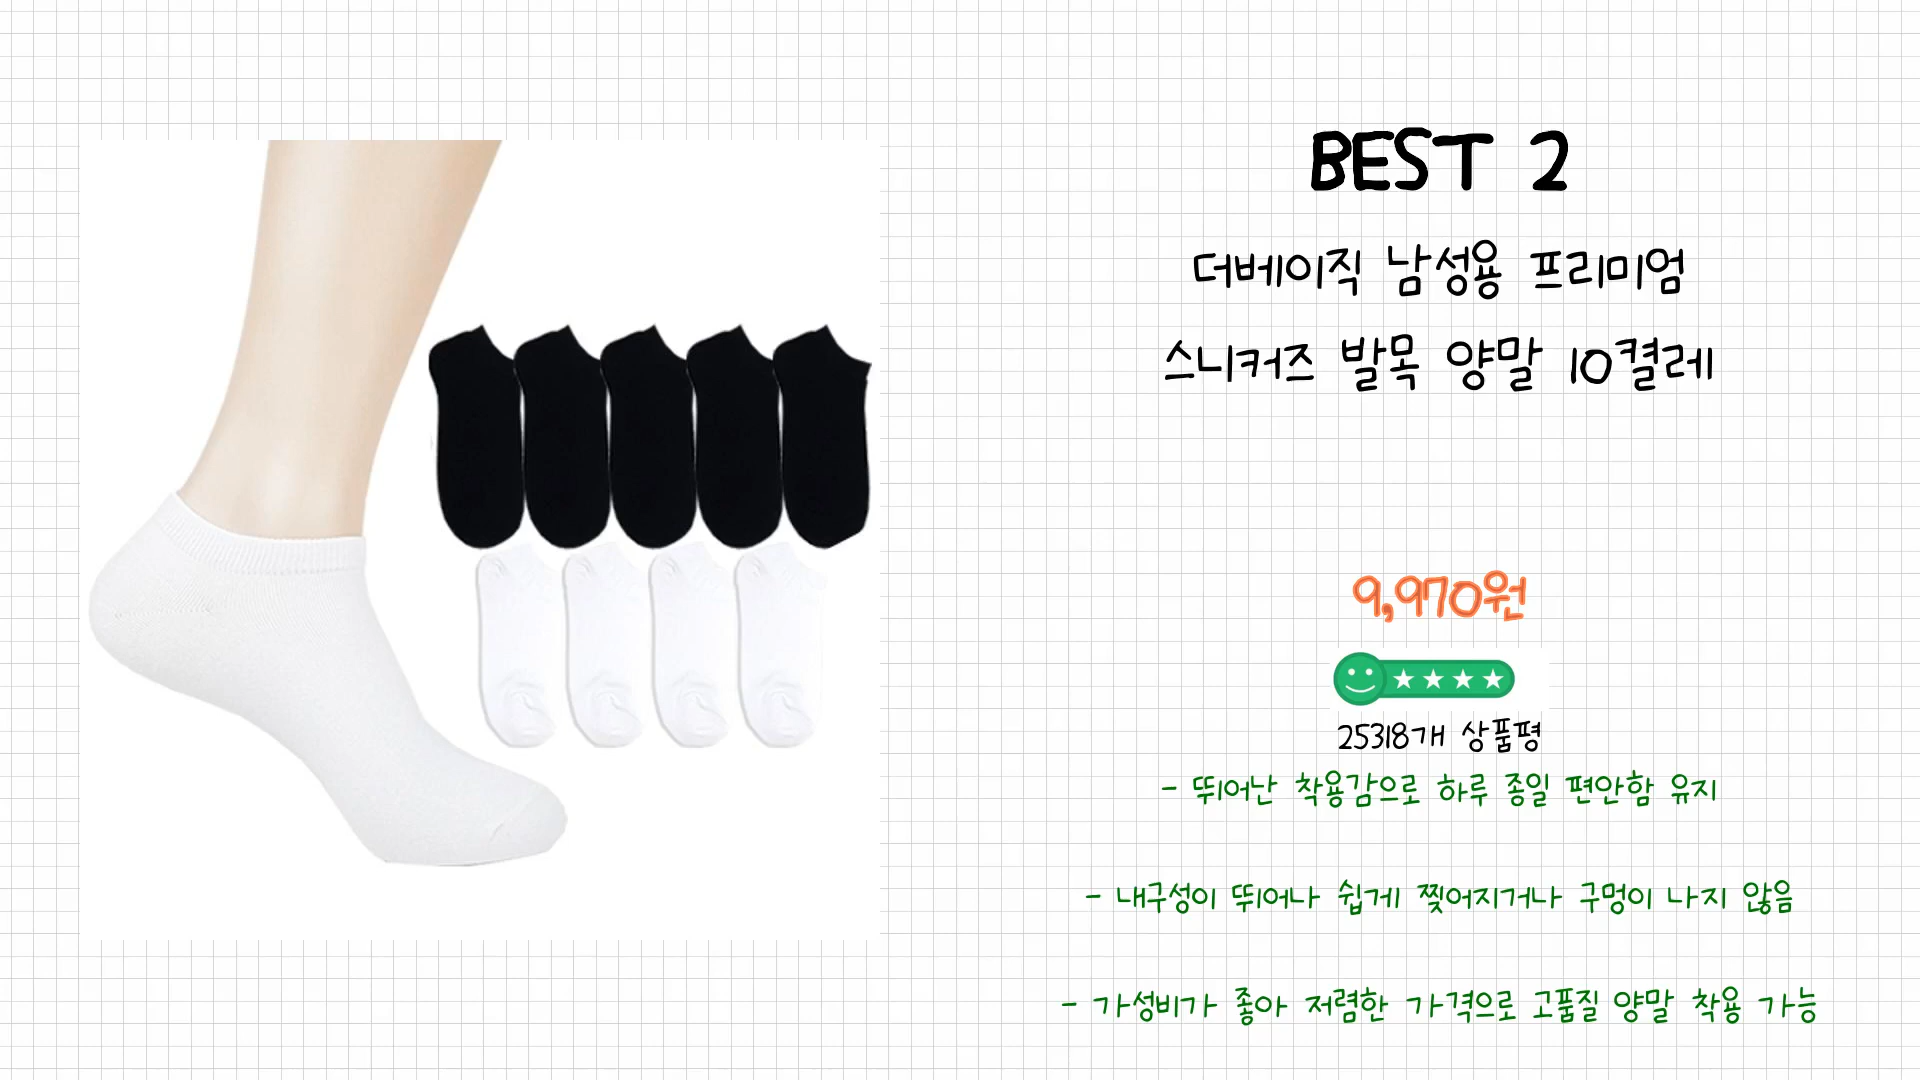 BEST 2
더베이직 남성용 프리미엄
스니커즈 발목 양말 10켤레
9,970원
25318개 상품평
- 뛰어난 착용감으로 하루 종일 편안함 유지
- 내구성이 뛰어나 쉽게 찢어지거나 구멍이 나지 않음
- 가성비가 좋아 저렴한 가격으로 고품질 양말 착용 가능